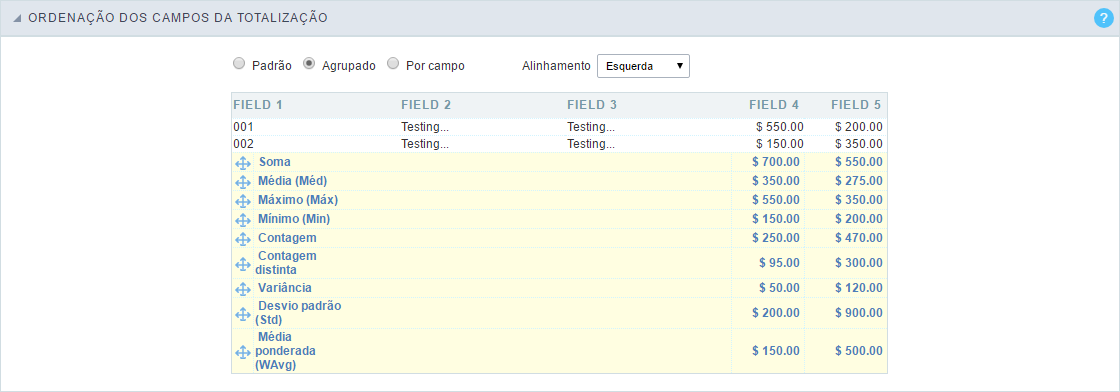 ORDENAÇÃO DOS CAMPOS DA TOTALIZAÇÃO ?
Padrão Agrupado Por campo Alinhamento Esquerda
FIELD 1 FIELD 2 FIELD 3 FIELD 4 FIELD 5
001 Testing... Testing... $ 550.00 $ 200.00
002 Testing... Testing... $ 150.00 $ 350.00
Soma $ 700.00 $ 550.00
Média (Méd) $ 350.00 $ 275.00
Máximo (Máx) $ 550.00 $ 350.00
Mínimo (Min) $ 150.00 $ 200.00
Contagem $ 250.00 $ 470.00
Contagem
distinta $ 95.00 $ 300.00
Variância $ 50.00 $ 120.00
Desvio padrão
(Std) $ 200.00 $ 900.00
Média
ponderada $ 150.00 $ 500.00
(WAvg)